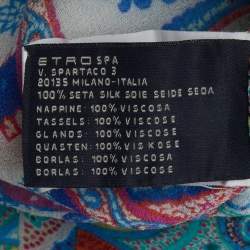 ETRO SPA
V. SPARTACO 3
20135 MILANO-ITALIA
100% SETA SILK SOIE SEIDE SEDA
NAPPINE: 100% VISCOSA
TASSELS: 100% VISCOSE
GLANDS: 100% VISCOSE
QUASTEN: 100% VISKOSE
BORLAS: 100% VISCOSA
BORLAS: 100% VISCOSE